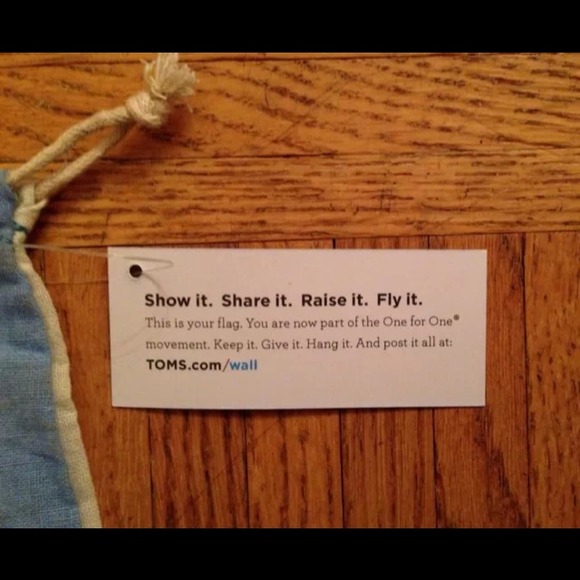 Show it. Share it. Raise it. Fly it.
This is your flag. You are now part of the One for One®
movement. Keep it. Give it. Hang it. And post it all at:
TOMS.com/wall